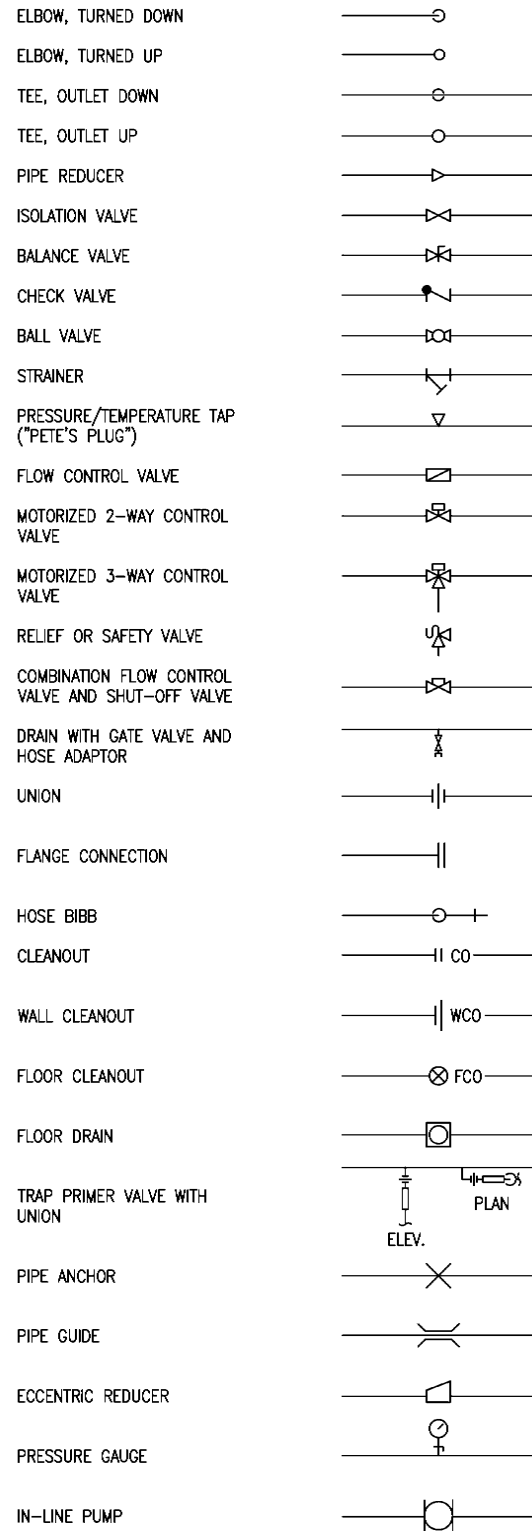 ELBOW, TURNED DOWN
ELBOW, TURNED UP
TEE, OUTLET DOWN
TEE, OUTLET UP
PIPE REDUCER
ISOLATION VALVE
BALANCE VALVE
CHECK VALVE
BALL VALVE
STRAINER
PRESSURE/TEMPERATURE TAP
("PETE'S PLUG")
FLOW CONTROL VALVE
MOTORIZED 2-WAY CONTROL
VALVE
MOTORIZED 3-WAY CONTROL
VALVE
RELIEF OR SAFETY VALVE
COMBINATION FLOW CONTROL
VALVE AND SHUT-OFF VALVE
DRAIN WITH GATE VALVE AND
HOSE ADAPTOR
UNION
FLANGE CONNECTION
HOSE BIBB
CLEANOUT CO
WALL CLEANOUT WCO
FLOOR CLEANOUT FCO
FLOOR DRAIN
TRAP PRIMER VALVE WITH
UNION
PLAN
ELEV.
PIPE ANCHOR
PIPE GUIDE
ECCENTRIC REDUCER
PRESSURE GAUGE
IN-LINE PUMP